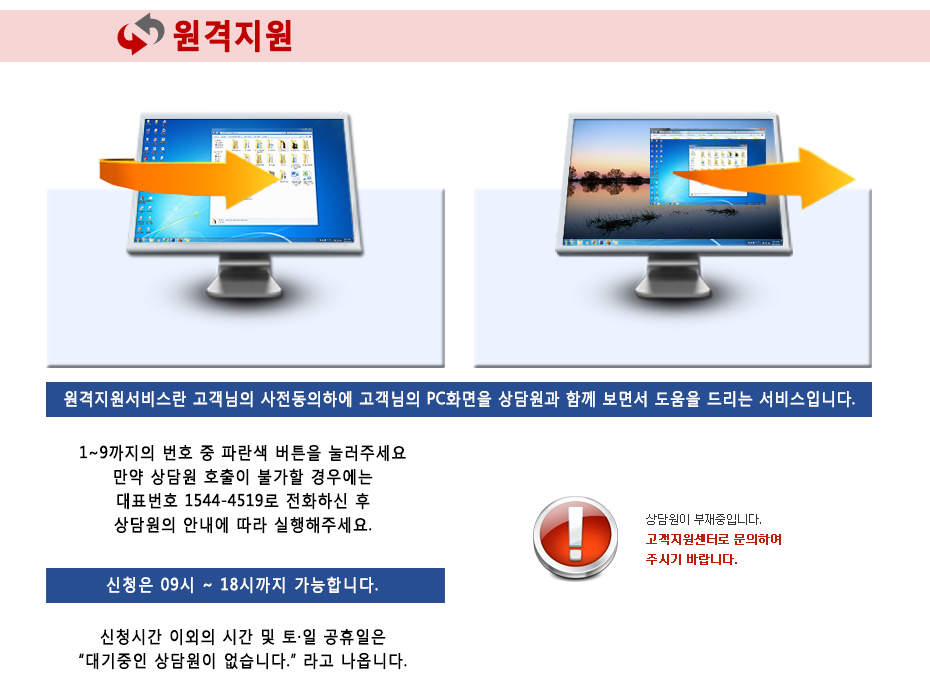 원격지원
원격지원서비스란 고객님의 사전동의하에 고객님의 PC화면을 상담원과 함께 보면서 도움을 드리는 서비스입니다.
1~9까지의 번호 중 파란색 버튼을 눌러주세요
만약 상담원 호출이 불가할 경우에는
대표번호 1544-4519로 전화하신 후
상담원의 안내에 따라 실행해주세요.
상담원이 부재중입니다.
고객지원센터로 문의하여
주시기 바랍니다.
신청은 09시 ~ 18시까지 가능합니다.
신청시간 이외의 시간 및 토·일 공휴일은
“대기중인 상담원이 없습니다.” 라고 나옵니다.